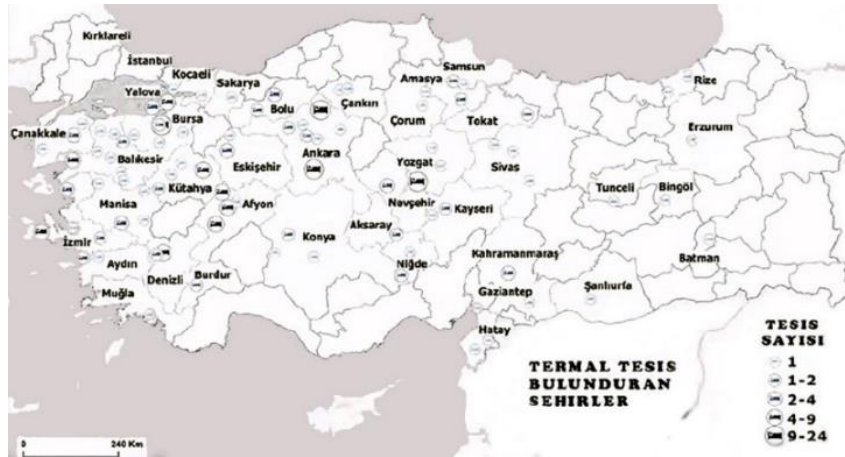 Kırklareli
İstanbul
Kocaeli
Sakarya
Yalova
Bolu
Çankırı
Samsun
Amasya
Rize
Bursa
Çorum
Tokat
Erzurum
Çanakkale
Balıkesir
Eskişehir
Ankara
Yozgat
Sivas
Kütahya
Tunceli
Bingöl
Manisa
Afyon
Nevşehir
Kayseri
İzmir
Konya
Aksaray
Aydın
Denizli
Burdur
Niğde
Kahramanmaraş
Batman
Muğla
Gaziantep
Şanlıurfa
Hatay
TERMAL TESIS
BULUNDURAN
SEHIRLER
TESIS
SAYISI
1
1-2
2-4
4-9
9-24
0 240 Km